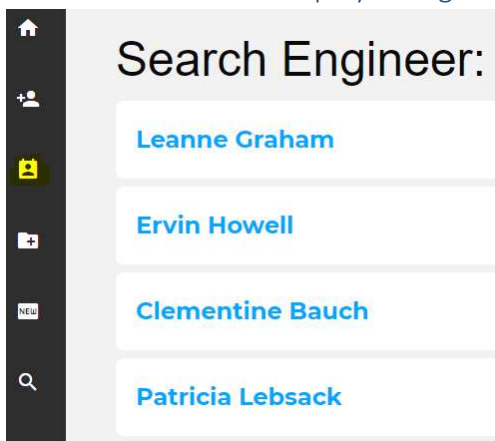 Search Engineer:
Leanne Graham
Ervin Howell
NEW
Clementine Bauch
Patricia Lebsack